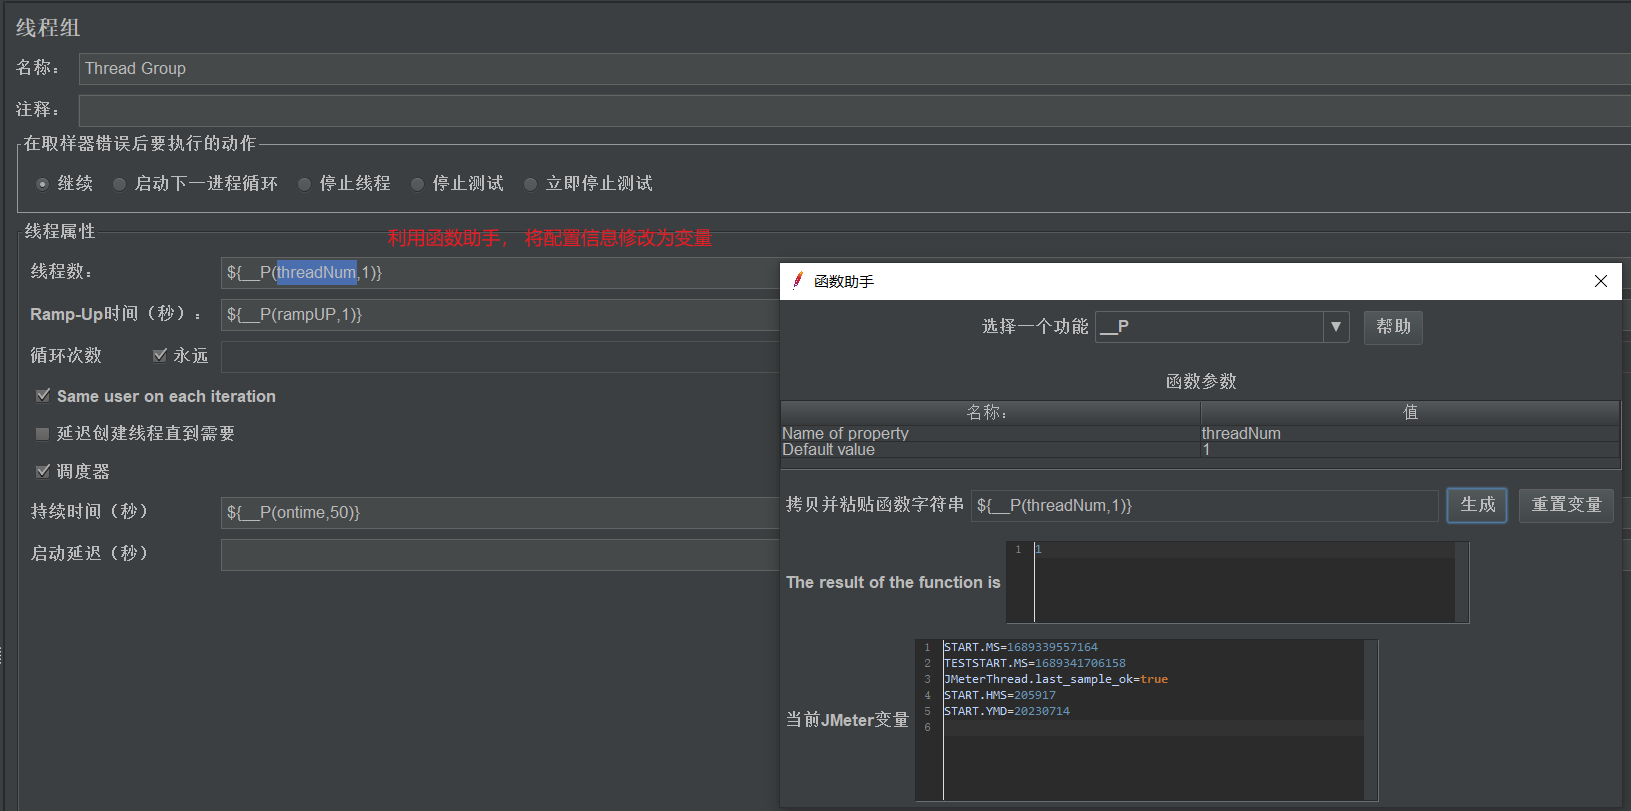 线程组
名称： Thread Group
注释：
在取样器错误后要执行的动作
继续 启动下一进程循环 停止线程 停止测试 立即停止测试
线程属性
利用函数助手， 将配置信息修改为变量
线程数： ${__P(threadNum,1)}
Ramp-Up时间（秒）： ${__P(rampUP,1)}
循环次数 永远
Same user on each iteration
延迟创建线程直到需要
调度器
持续时间（秒） ${__P(ontime,50)}
启动延迟（秒）
函数助手
选择一个功能 __P 帮助
函数参数
名称： 值
Name of property threadNum
Default value 1
拷贝并粘贴函数字符串 ${__P(threadNum,1)} 生成 重置变量
The result of the function is
1 1
当前JMeter变量
1 START.MS=1689339557164
2 TESTSTART.MS=1689341706158
3 JMeterThread.last_sample_ok=true
4 START.HMS=205917
5 START.YMD=20230714
6